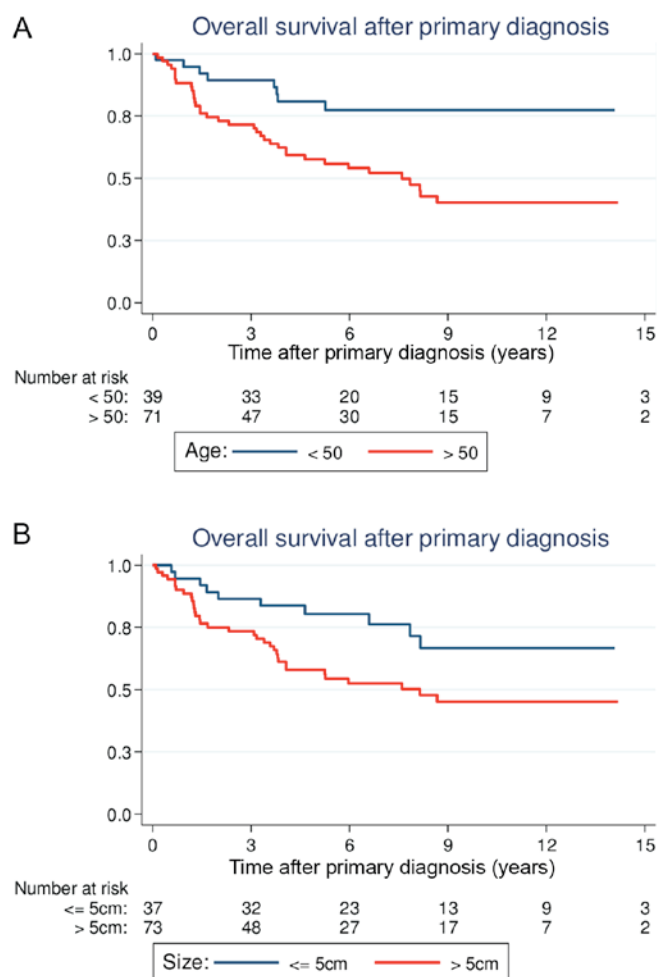 A
Overall survival after primary diagnosis
1.0
0.8
0.5
0.3
0.0
0 3 6 9 12 15
Time after primary diagnosis (years)
Number at risk
< 50: 39 33 20 15 9 3
> 50: 71 47 30 15 7 2
Age: < 50 > 50
B
Overall survival after primary diagnosis
1.0
0.8
0.5
0.3
0.0
0 3 6 9 12 15
Time after primary diagnosis (years)
Number at risk
<= 5cm: 37 32 23 13 9 3
> 5cm: 73 48 27 17 7 2
Size: <= 5cm > 5cm